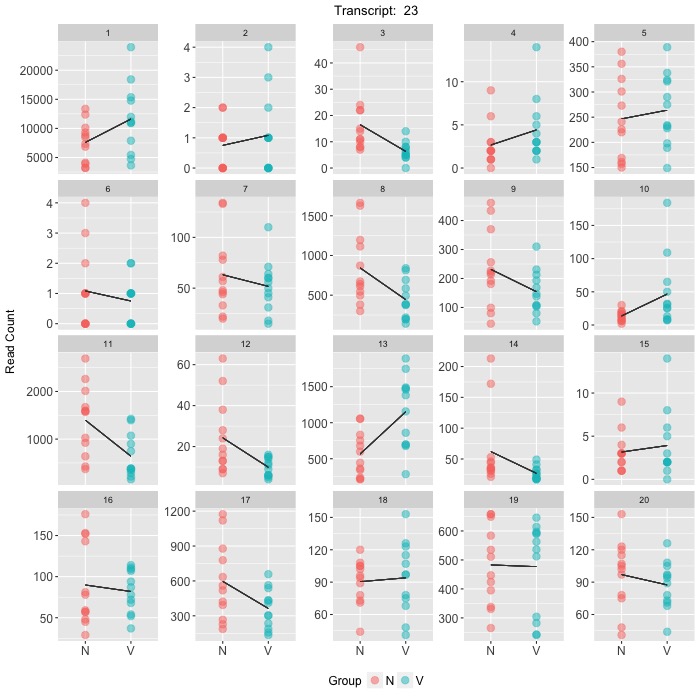 Transcript: 23
1 2 3 4 5
20000 15000 10000 5000
4 3 2 1 0
40 30 20 10 0
10 5 0
400 350 300 250 200 150
6 7 8 9 10
4 3 2 1 0
100 50
1500 1000 500
400 300 200 100
150 100 50 0
Read Count
11 12 13 14 15
2000 1000
60 40 20
1500 1000 500
200 150 100 50
10 5 0
16 17 18 19 20
150 100 50
1200 900 600 300
150 120 90 60
600 500 400 300
150 120 90 60
N V N V N V N V N V
Group N V